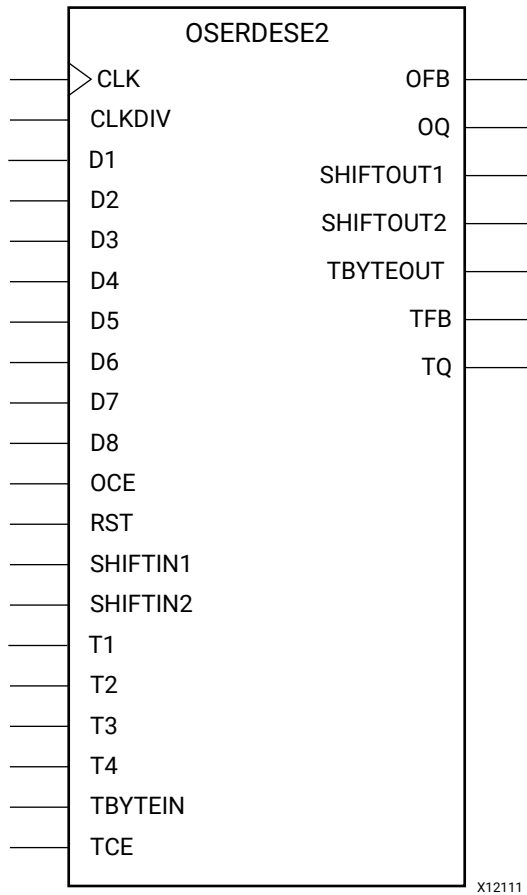 OSERDESE2
CLK
OFB
CLKDIV
OQ
D1
SHIFTOUT1
D2
SHIFTOUT2
D3
TBYTEOUT
D4
D5
TFB
D6
TQ
D7
D8
OCE
RST
SHIFTIN1
SHIFTIN2
T1
T2
T3
T4
TBYTEIN
TCE
X12111